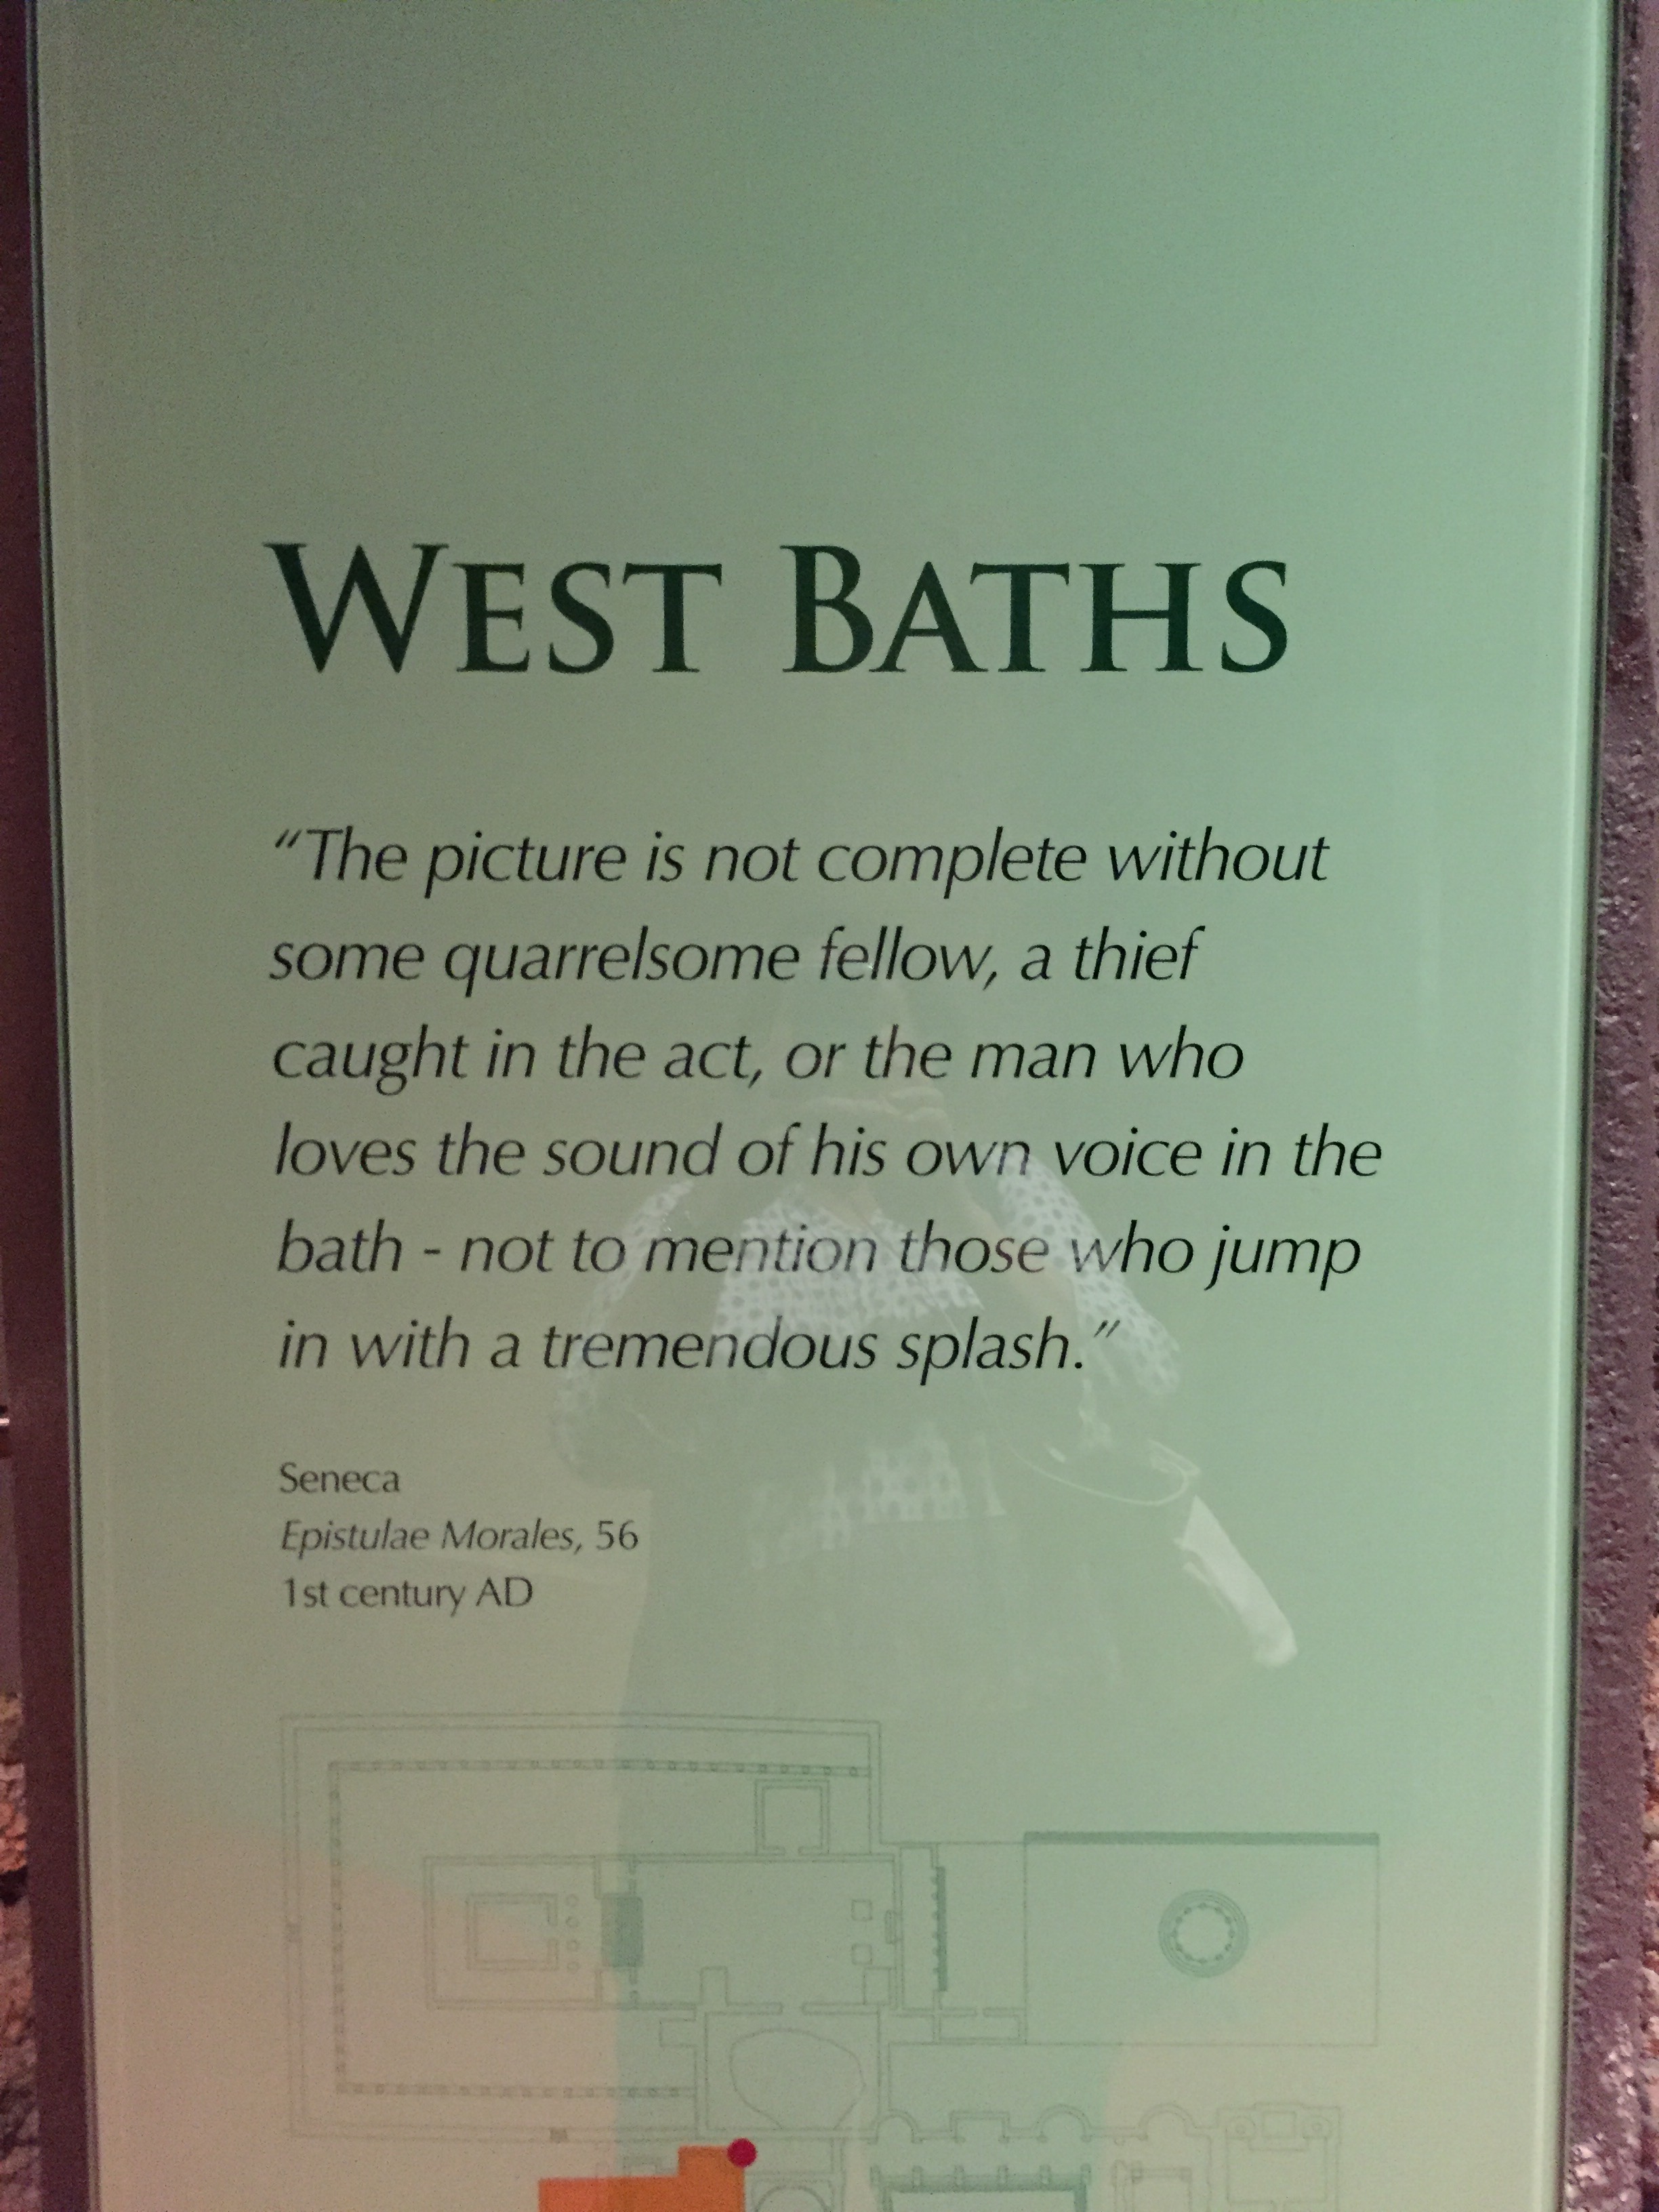 WEST BATHS
“The picture is not complete without
some quarrelsome fellow, a thief
caught in the act, or the man who
loves the sound of his own voice in the
bath - not to mention those who jump
in with a tremendous splash.”
Seneca
Epistulae Morales, 56
1st century AD